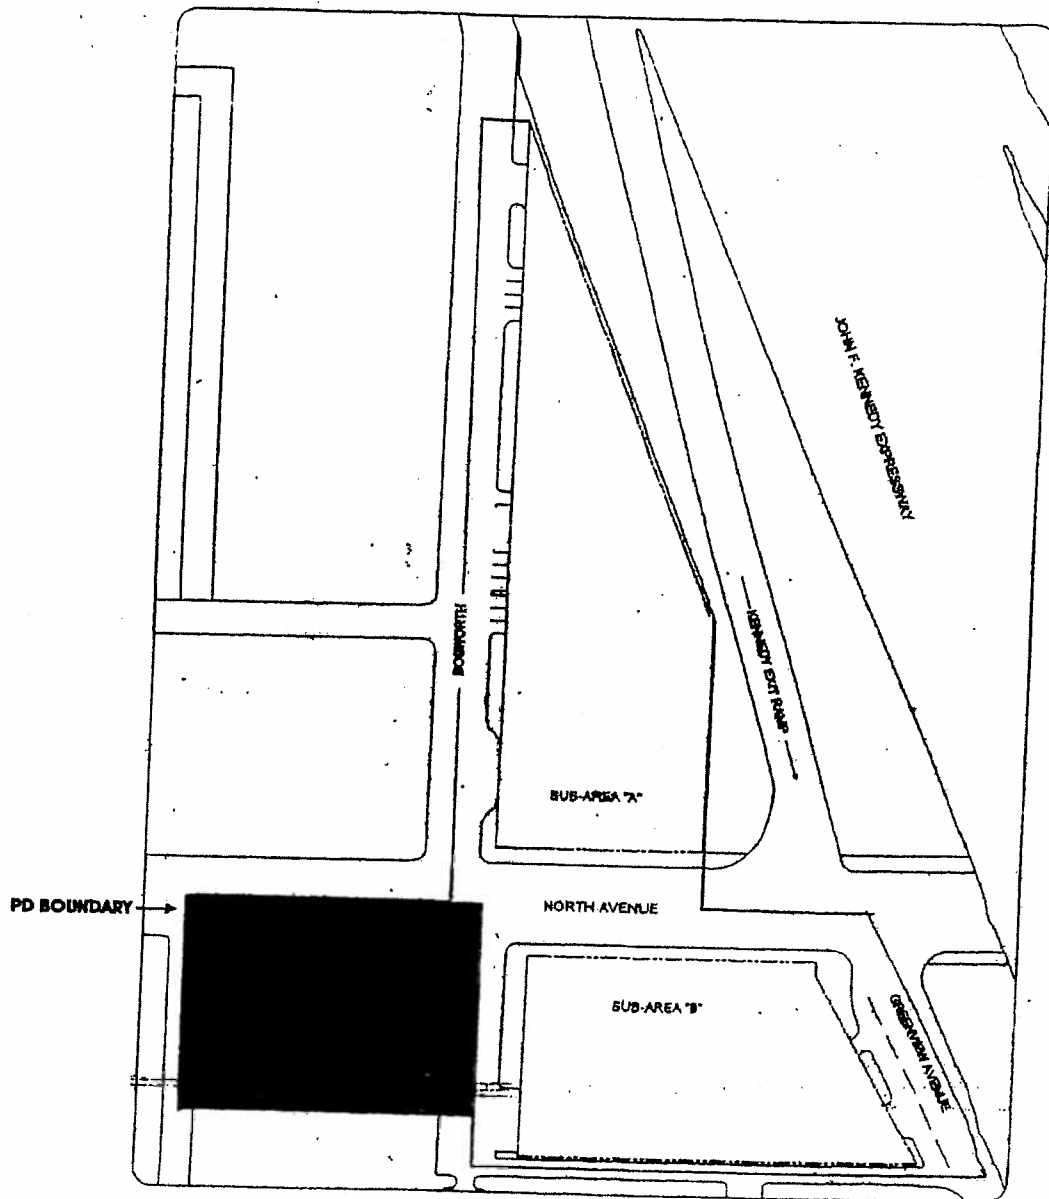 JOHN F. KENNEDY EXPRESSWAY
BOSWORTH
KENNEDY EXIT RAMP
SUB-AREA "A"
PD BOUNDARY
NORTH AVENUE
SUB-AREA "B"
GREENVIEW AVENUE